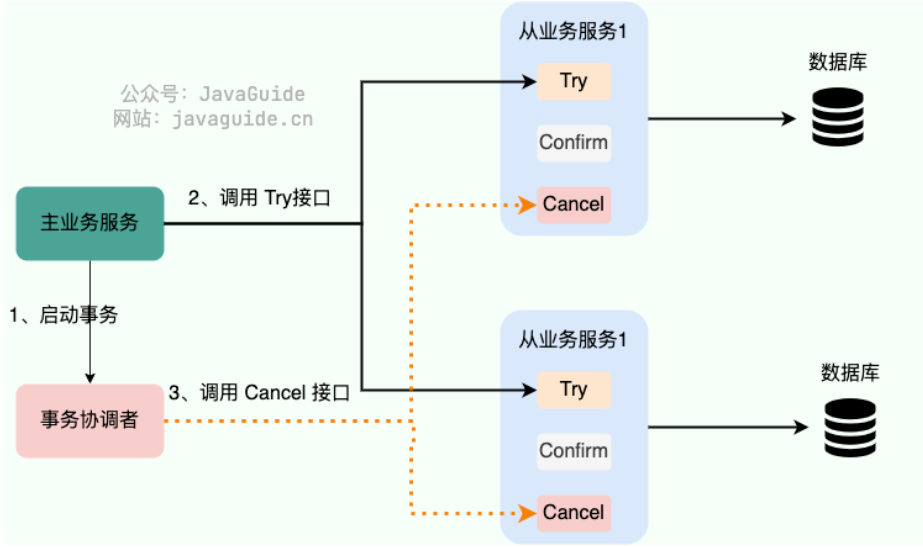 从业务服务1
Try
数据库
公众号：JavaGuide
网站：javaguide.cn
Confirm
2、调用 Try接口
Cancel
主业务服务
1、启动事务
从业务服务1
数据库
3、调用 Cancel 接口
Try
事务协调者
Confirm
Cancel